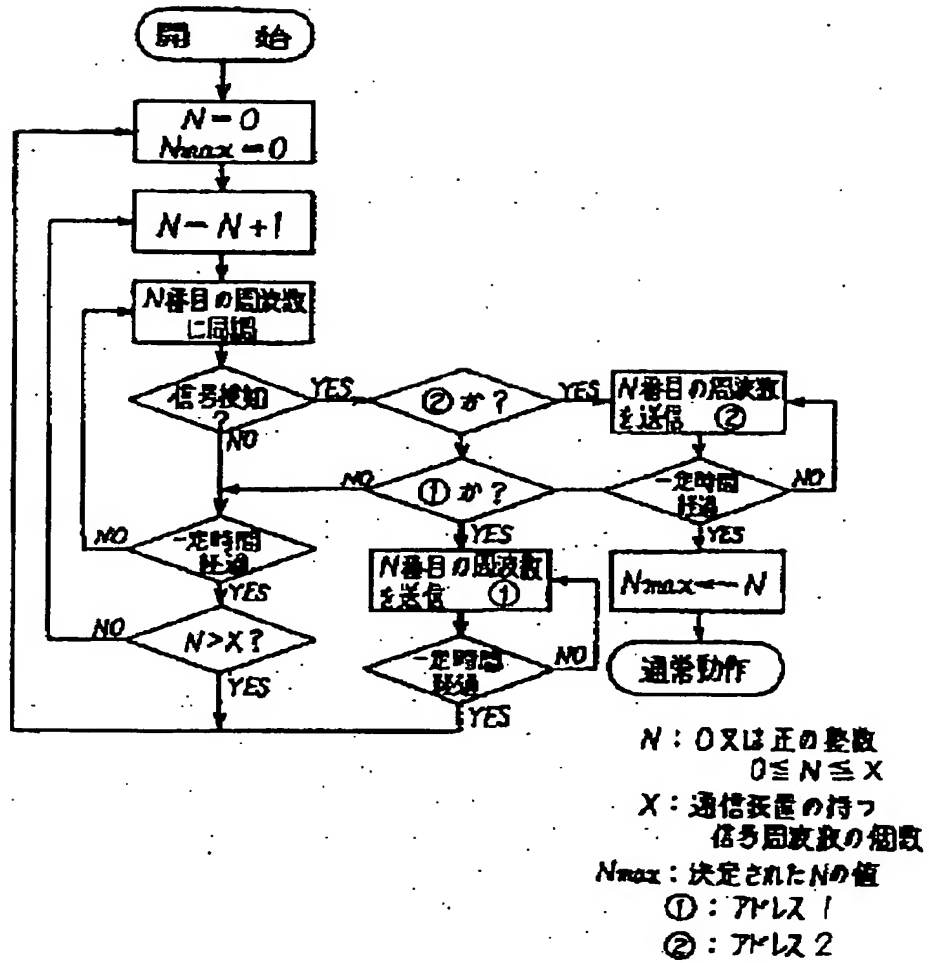 開 始
N=0
Nmax=0
N=N+1
N番目の周波数
に同調
信号検知
?
YES
NO
②か?
YES
N番目の周波数
を送信 ②
①か?
NO
YES
一定時間
経過
NO
YES
一定時間
経過
NO
YES
N番目の周波数
を送信 ①
Nmax←N
N>X?
NO
YES
一定時間
経過
NO
YES
通常動作
N:0又は正の整数
0≦N≦X
X:通信装置の持つ
信号周波数の個数
Nmax:決定されたNの値
①:アドレス1
②:アドレス2